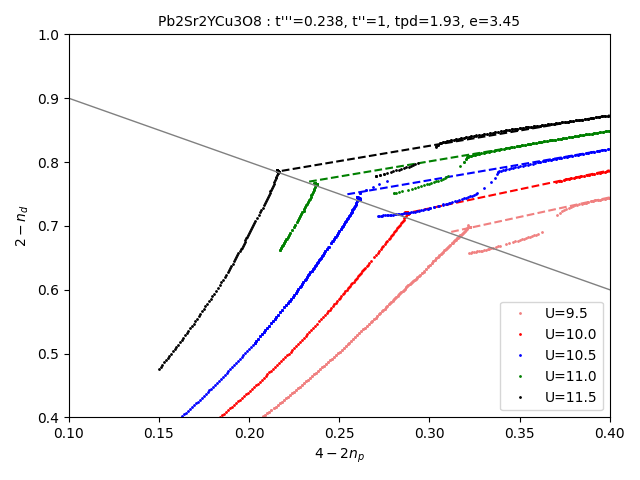 Pb2Sr2YCu3O8 : t'''=0.238, t''=1, tpd=1.93, e=3.45
1.0
0.9
0.8
0.7
0.6
0.5
0.4
2 − n_d
0.10
0.15
0.20
0.25
0.30
0.35
0.40
4 − 2n_p
U=9.5
U=10.0
U=10.5
U=11.0
U=11.5